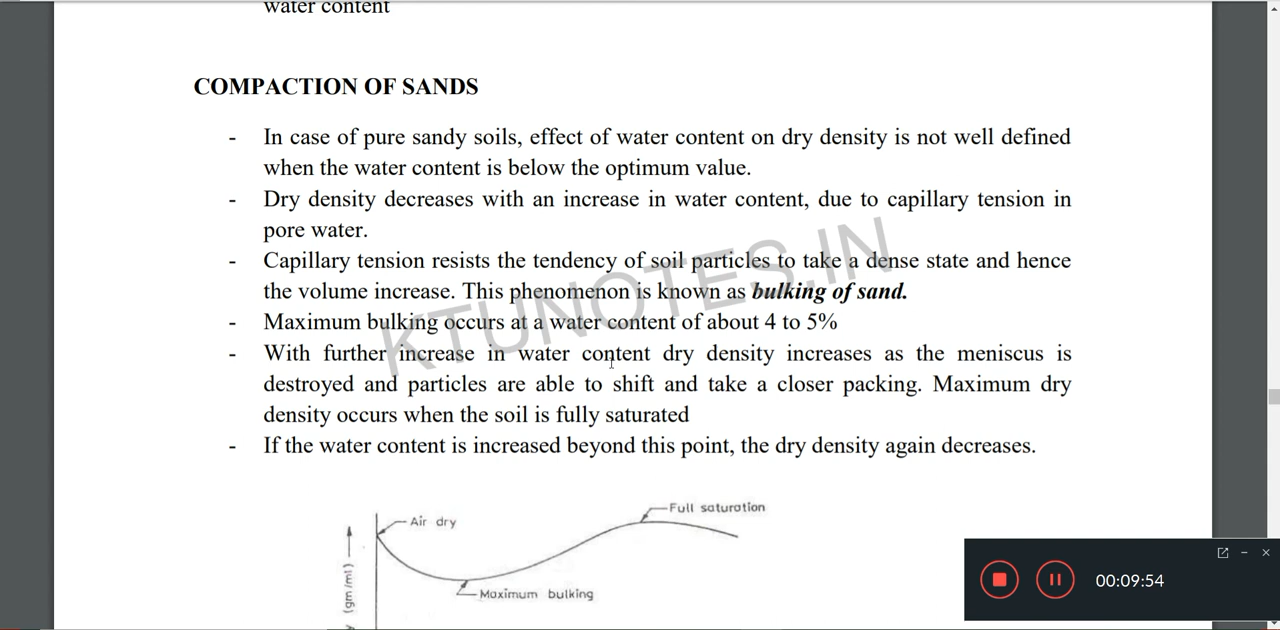 water content
COMPACTION OF SANDS
- In case of pure sandy soils, effect of water content on dry density is not well defined
when the water content is below the optimum value.
- Dry density decreases with an increase in water content, due to capillary tension in
pore water.
- Capillary tension resists the tendency of soil particles to take a dense state and hence
the volume increase. This phenomenon is known as bulking of sand.
- Maximum bulking occurs at a water content of about 4 to 5%
- With further increase in water content dry density increases as the meniscus is
destroyed and particles are able to shift and take a closer packing. Maximum dry
density occurs when the soil is fully saturated
- If the water content is increased beyond this point, the dry density again decreases.
KTUNOTES.IN
Full saturation
Air dry
Maximum bulking
(gm/ml)
00:09:54